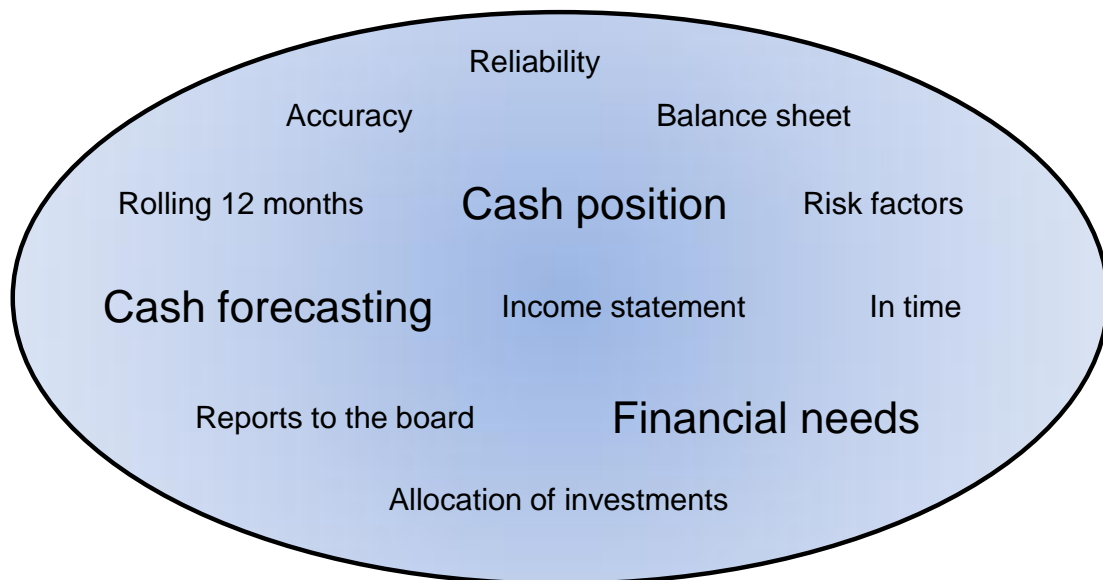 Reliability
Accuracy
Balance sheet
Rolling 12 months
Cash position
Risk factors
Cash forecasting
Income statement
In time
Reports to the board
Financial needs
Allocation of investments